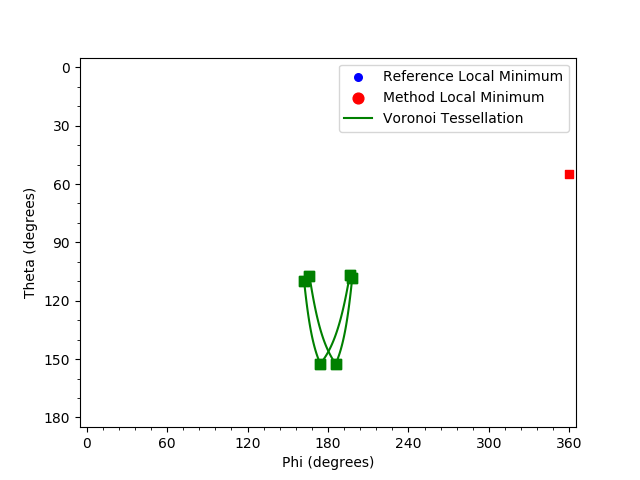 Reference Local Minimum
Method Local Minimum
Voronoi Tessellation
Theta (degrees)
0
30
60
90
120
150
180
0 60 120 180 240 300 360
Phi (degrees)